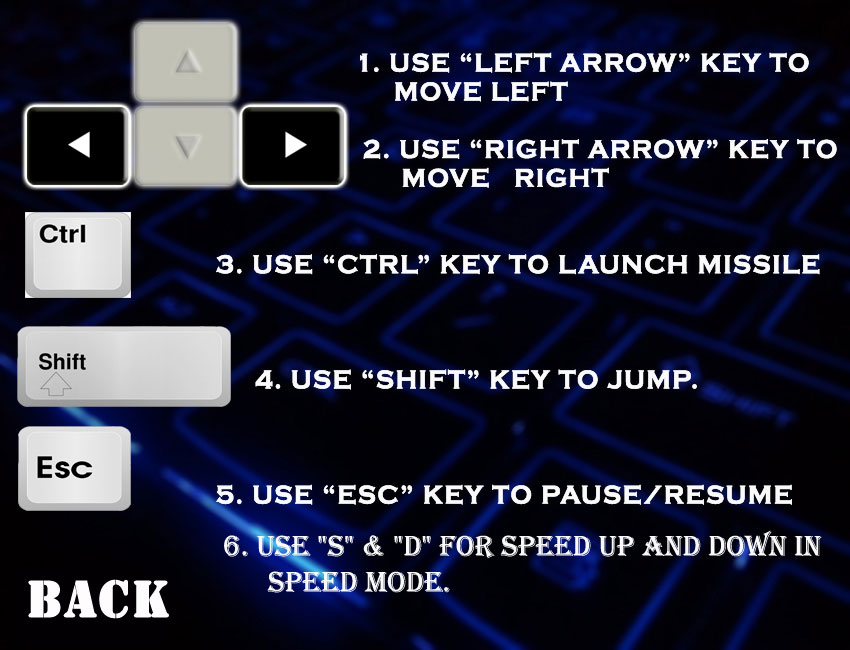 1. USE “LEFT ARROW” KEY TO
MOVE LEFT
2. USE “RIGHT ARROW” KEY TO
MOVE RIGHT
Ctrl
3. USE “CTRL” KEY TO LAUNCH MISSILE
Shift
4. USE “SHIFT” KEY TO JUMP.
Esc
5. USE “ESC” KEY TO PAUSE/RESUME
6. USE "S" & "D" FOR SPEED UP AND DOWN IN
SPEED MODE.
BACK